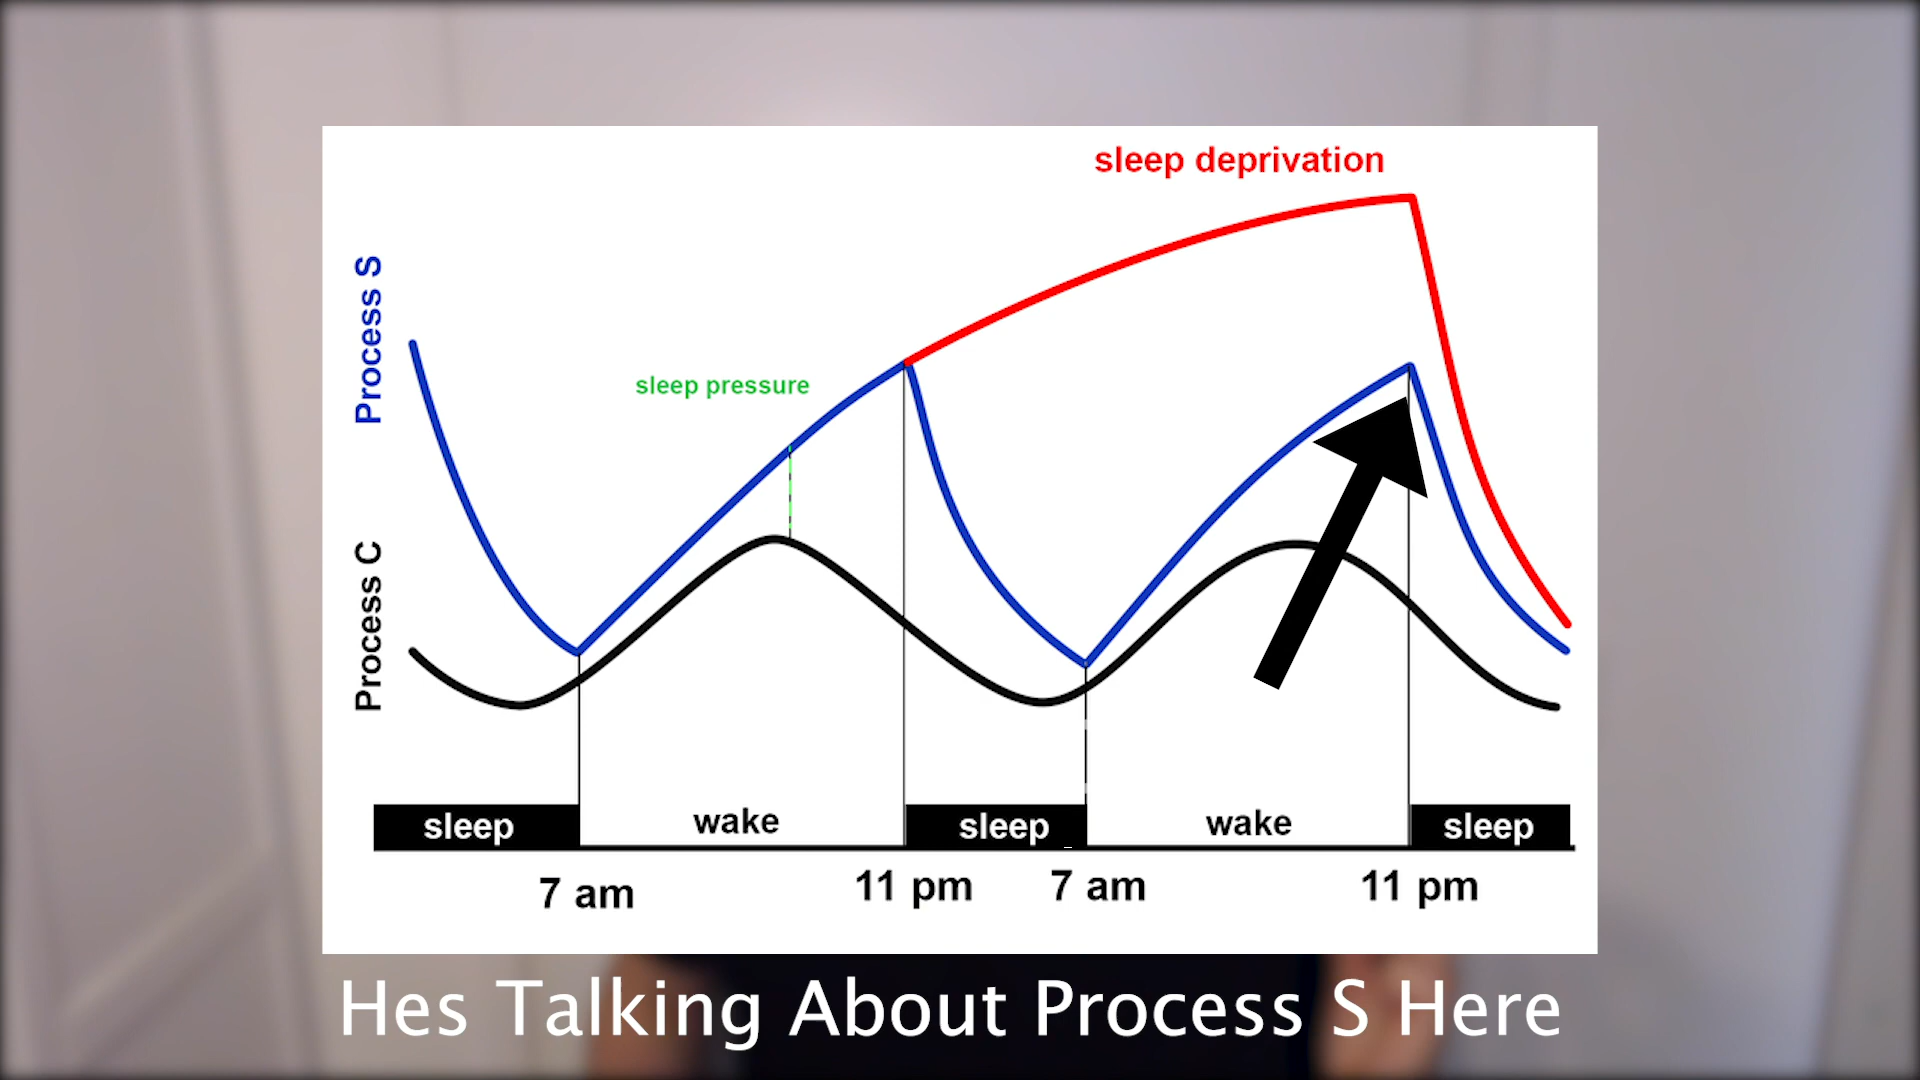 sleep deprivation
Process S
sleep pressure
Process C
sleep
wake
sleep
wake
sleep
7 am
11 pm
7 am
11 pm
Hes Talking About Process S Here